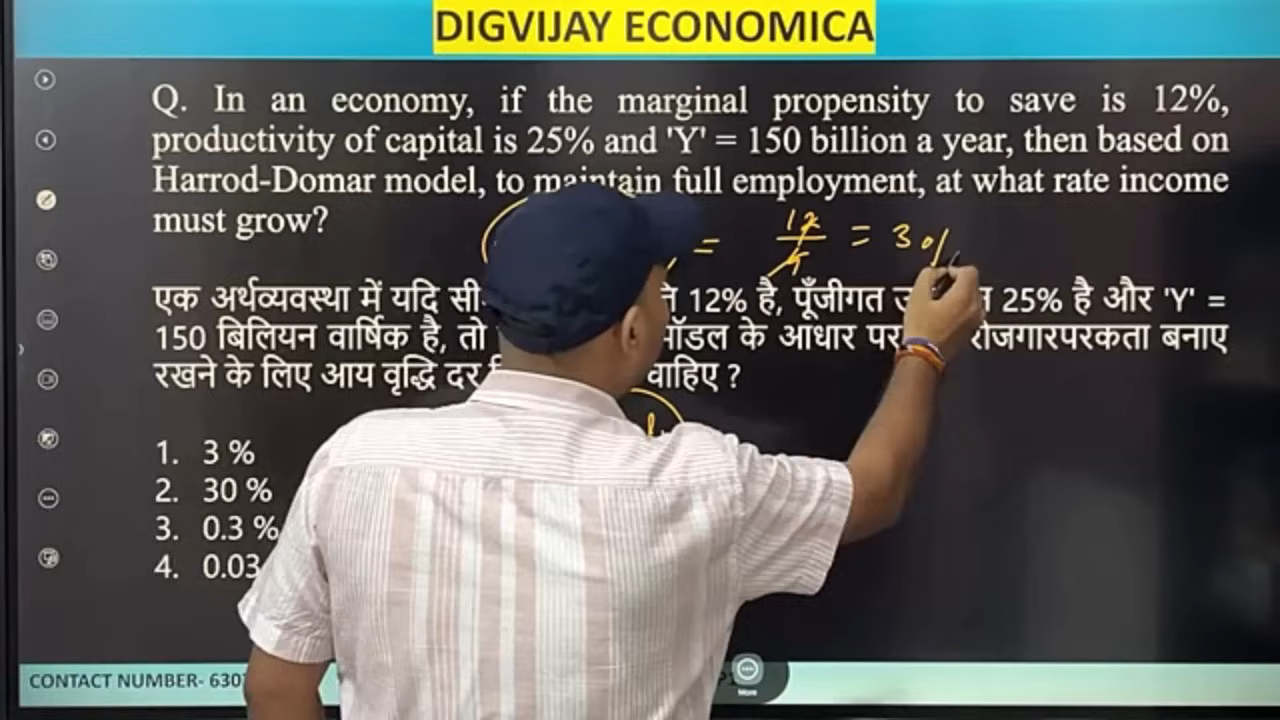 DIGVIJAY ECONOMICA
Q. In an economy, if the marginal propensity to save is 12%,
productivity of capital is 25% and 'Y' = 150 billion a year, then based on
Harrod-Domar model, to maintain full employment, at what rate income
must grow?
= 12/4 = 3%
एक अर्थव्यवस्था में यदि 12% है, पूँजीगत 25% है और 'Y' =
150 बिलियन वार्षिक है, तो मॉडल के आधार पर बनाए
रखने के लिए आय वृद्धि दर चाहिए ?
1. 3 %
2. 30 %
3. 0.3 %
4. 0.03
CONTACT NUMBER- 630
More